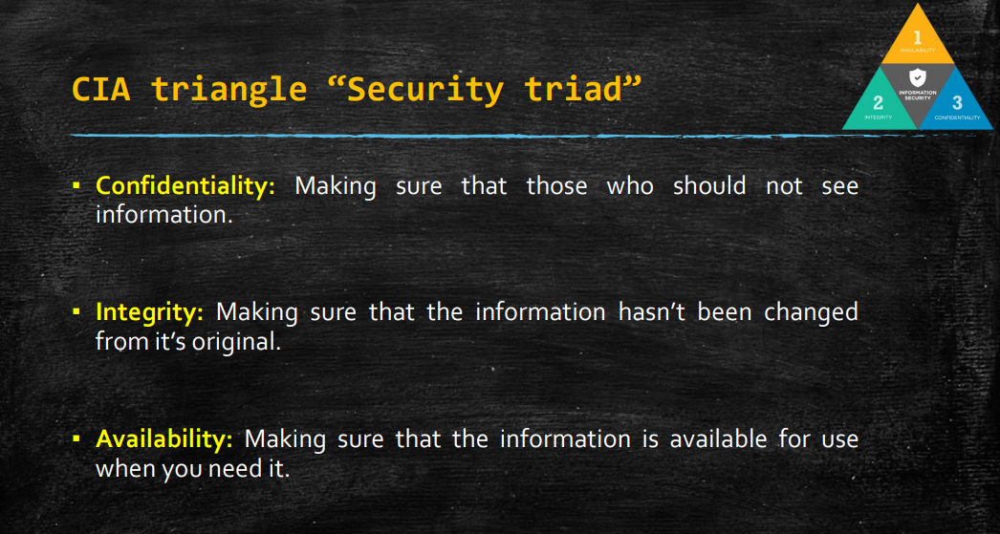 CIA triangle “Security triad”
1
AVAILABILITY
INFORMATION
SECURITY
2
INTEGRITY
3
CONFIDENTIALITY
▪ Confidentiality: Making sure that those who should not see
information.
▪ Integrity: Making sure that the information hasn’t been changed
from it’s original.
▪ Availability: Making sure that the information is available for use
when you need it.